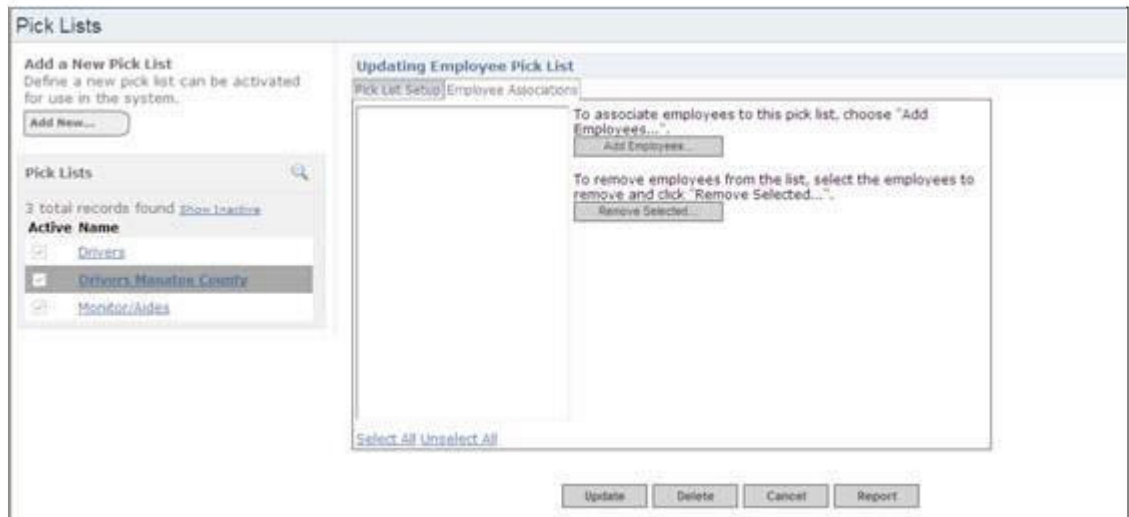 Pick Lists
Add a New Pick List
Define a new pick list can be activated
for use in the system.
Add New...
Pick Lists
3 total records found Show Inactive
Active Name
Drivers
Drivers Manaton County
Monitor/Aides
Updating Employee Pick List
Pick List Setup Employee Associations
To associate employees to this pick list, choose "Add
Employees...".
Add Employees...
To remove employees from the list, select the employees to
remove and click "Remove Selected...".
Remove Selected...
Select All Unselect All
Update Delete Cancel Report